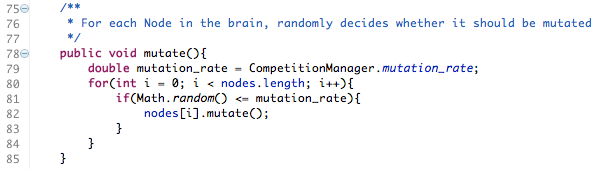 75 /**
76  * For each Node in the brain, randomly decides whether it should be mutated
77  */
78 public void mutate(){
79     double mutation_rate = CompetitionManager.mutation_rate;
80     for(int i = 0; i < nodes.length; i++){
81         if(Math.random() <= mutation_rate){
82             nodes[i].mutate();
83         }
84     }
85 }